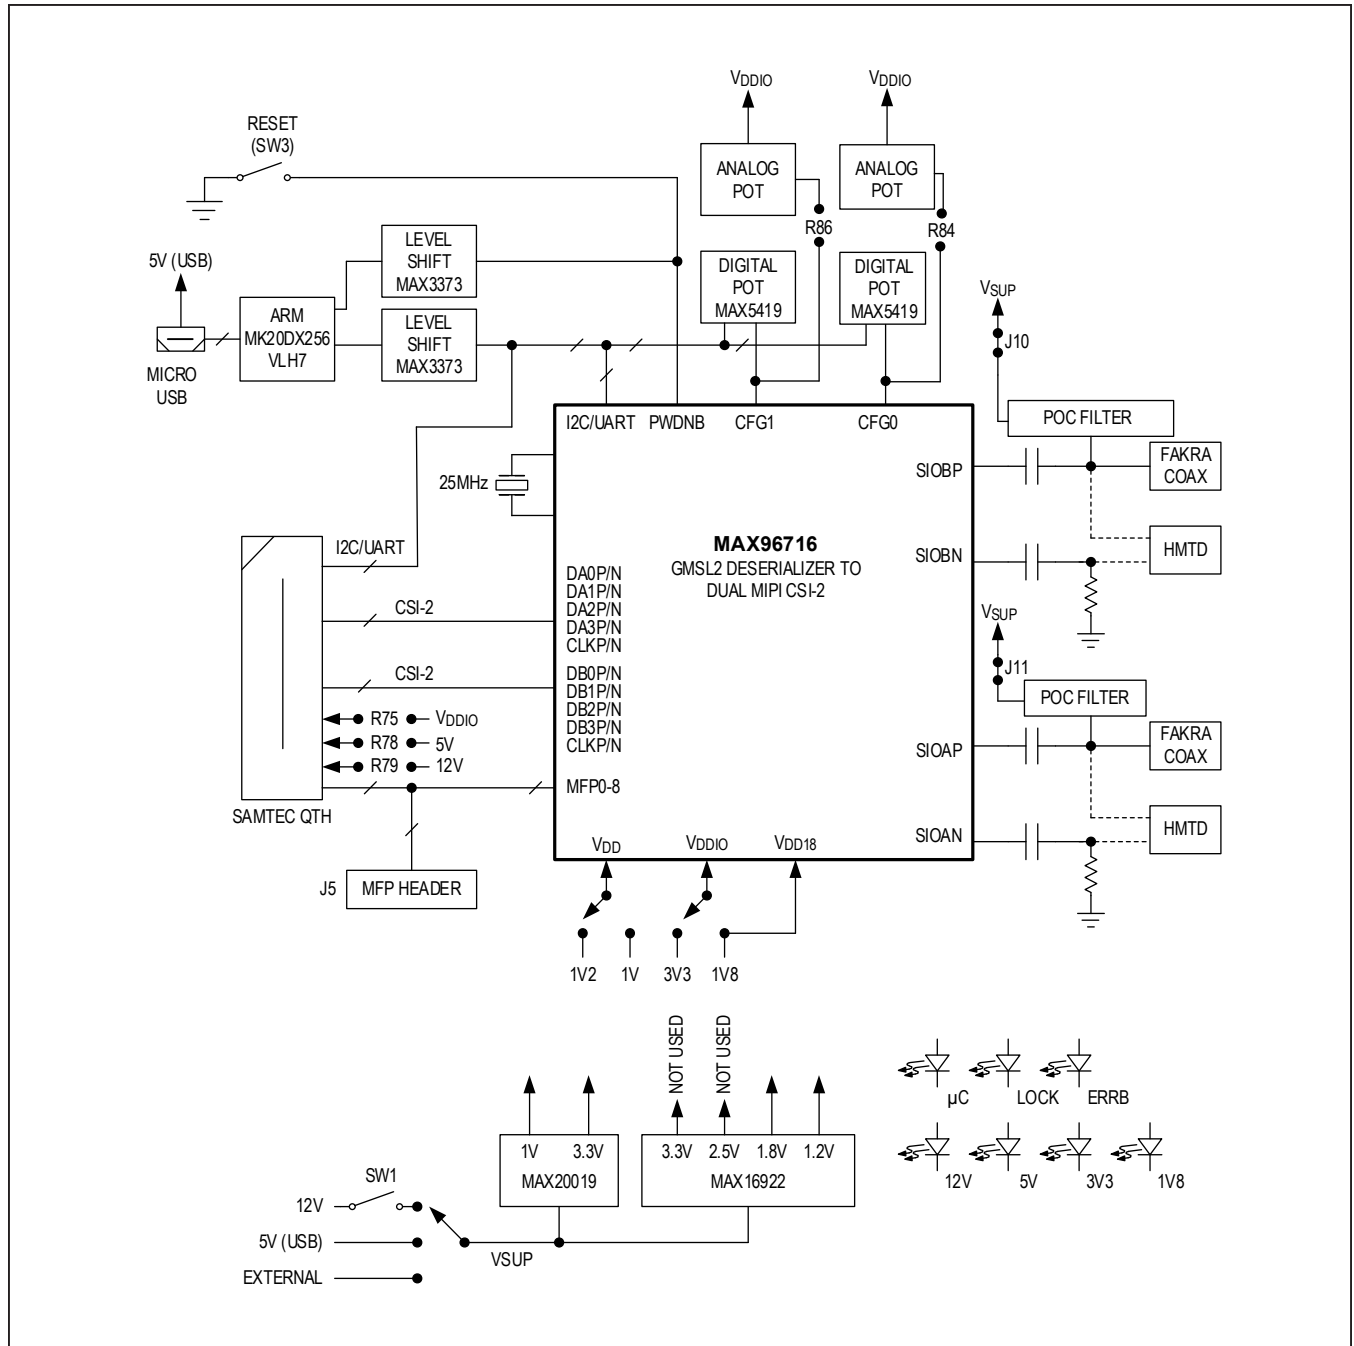 VDDIO
VDDIO
RESET
(SW3)
ANALOG
POT
ANALOG
POT
R86
R84
LEVEL
SHIFT
MAX3373
5V (USB)
DIGITAL
POT
MAX5419
DIGITAL
POT
MAX5419
VSUP
J10
ARM
MK20DX256
VLH7
LEVEL
SHIFT
MAX3373
MICRO
USB
I2C/UART
PWDNB
CFG1
CFG0
POC FILTER
SIOBP
FAKRA
COAX
25MHz
MAX96716
GMSL2 DESERIALIZER TO
DUAL MIPI CSI-2
SIOBN
HMTD
I2C/UART
DA0P/N
DA1P/N
DA2P/N
DA3P/N
CLKP/N
CSI-2
VSUP
J11
DB0P/N
DB1P/N
DB2P/N
DB3P/N
CLKP/N
CSI-2
POC FILTER
R75
VDDIO
R78
5V
R79
12V
SIOAP
FAKRA
COAX
MFP0-8
SAMTEC QTH
SIOAN
HMTD
VDD
VDDIO
VDD18
J5
MFP HEADER
1V2
1V
3V3
1V8
NOT USED
NOT USED
µC
LOCK
ERRB
1V
3.3V
MAX20019
3.3V
2.5V
1.8V
1.2V
MAX16922
12V
5V
3V3
1V8
SW1
12V
5V (USB)
VSUP
EXTERNAL